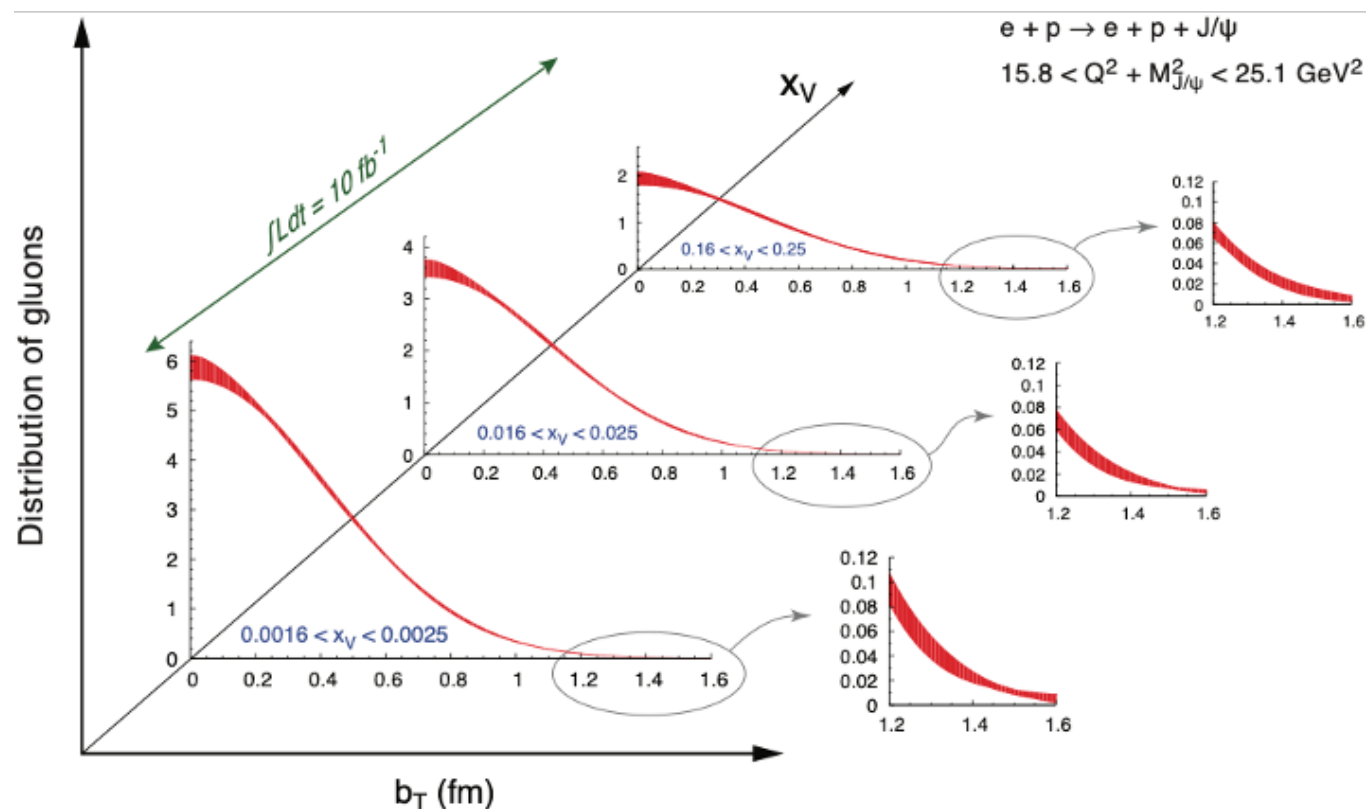 e + p → e + p + J/ψ
15.8 < Q² + M²J/ψ < 25.1 GeV²
xV
∫Ldt = 10 fb⁻¹
Distribution of gluons
bT (fm)
2
1
0
0.16 < xV < 0.25
0 0.2 0.4 0.6 0.8 1 1.2 1.4 1.6
0.12
0.1
0.08
0.06
0.04
0.02
0
1.2 1.4 1.6
4
3
2
1
0
0.016 < xV < 0.025
0 0.2 0.4 0.6 0.8 1 1.2 1.4 1.6
0.12
0.1
0.08
0.06
0.04
0.02
0
1.2 1.4 1.6
6
5
4
3
2
1
0
0.0016 < xV < 0.0025
0 0.2 0.4 0.6 0.8 1 1.2 1.4 1.6
0.12
0.1
0.08
0.06
0.04
0.02
0
1.2 1.4 1.6